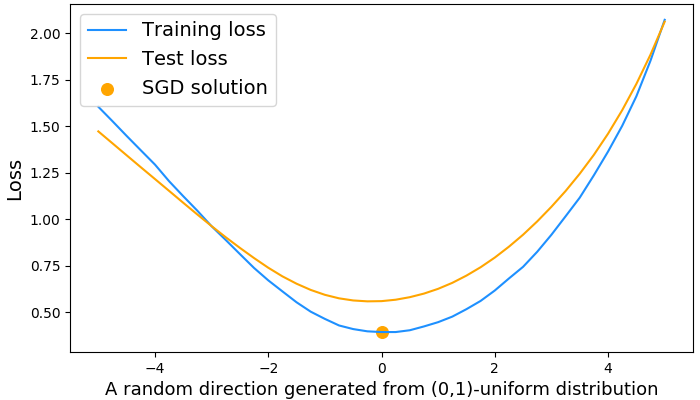 Training loss
Test loss
SGD solution
2.00
1.75
1.50
1.25
1.00
0.75
0.50
Loss
−4
−2
0
2
4
A random direction generated from (0,1)-uniform distribution